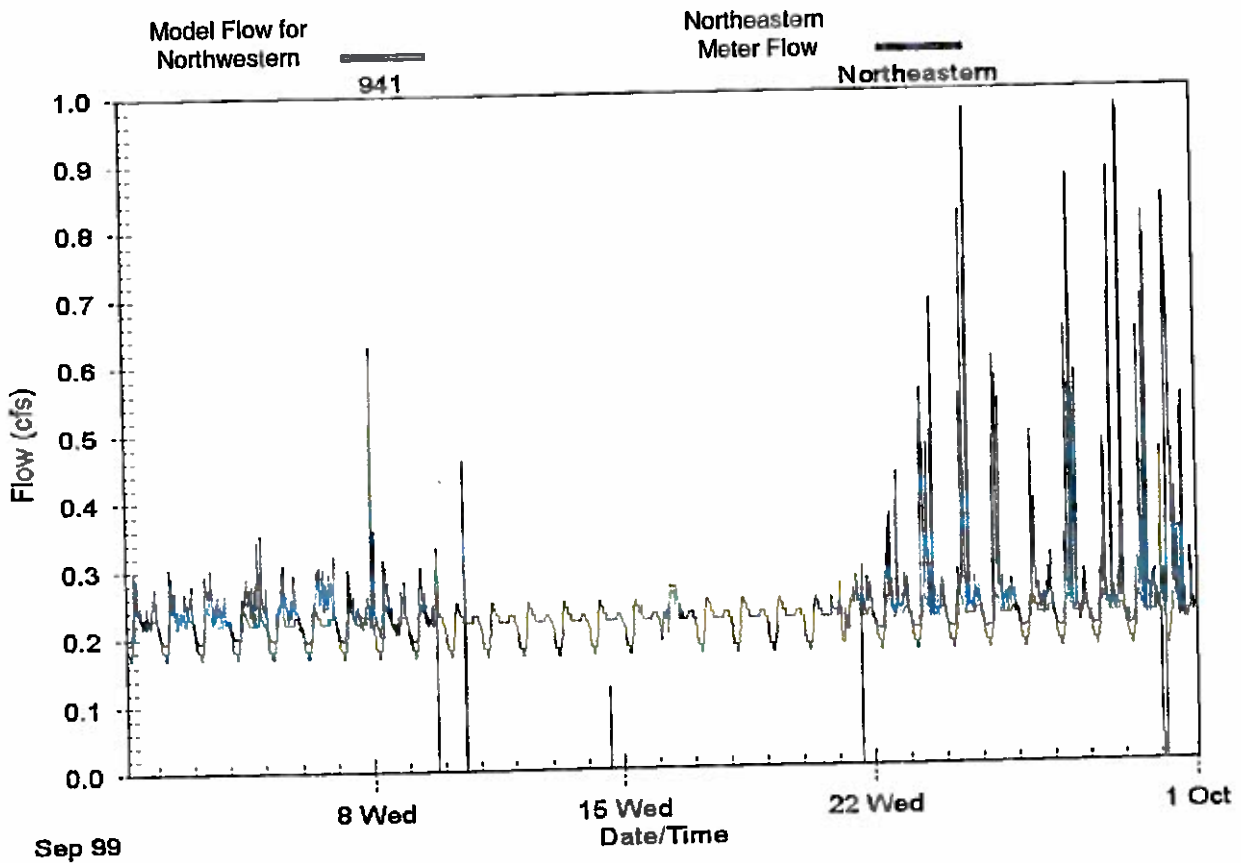 Model Flow for
Northwestern
941
Northeastern
Meter Flow
Northeastern
1.0
0.9
0.8
0.7
0.6
0.5
0.4
0.3
0.2
0.1
0.0
Flow (cfs)
8 Wed
15 Wed
22 Wed
1 Oct
Date/Time
Sep 99